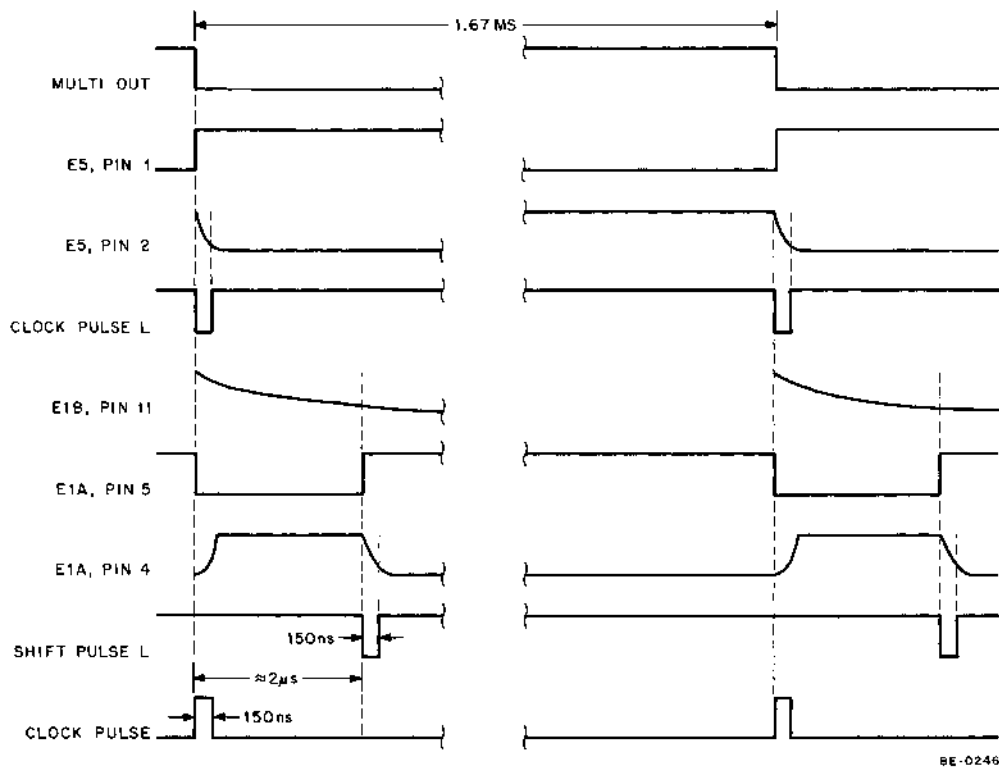 1.67 MS
MULTI OUT
E5, PIN 1
E5, PIN 2
CLOCK PULSE L
E1B, PIN 11
E1A, PIN 5
E1A, PIN 4
150ns
SHIFT PULSE L
≈2μs
150ns
CLOCK PULSE
BE-0246